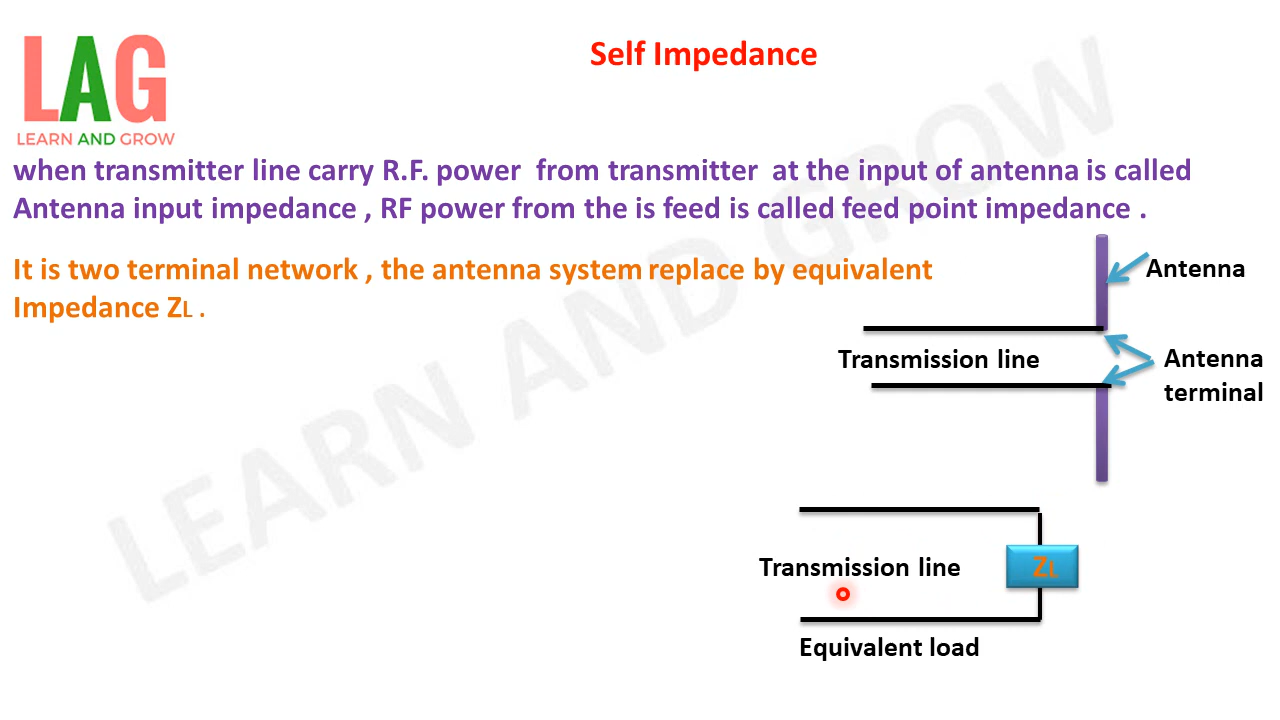 LAG
LEARN AND GROW
Self Impedance
when transmitter line carry R.F. power from transmitter at the input of antenna is called
Antenna input impedance , RF power from the is feed is called feed point impedance .
It is two terminal network , the antenna system replace by equivalent
Impedance ZL .
Antenna
Transmission line
Antenna
terminal
Transmission line
ZL
Equivalent load
LEARN AND GROW